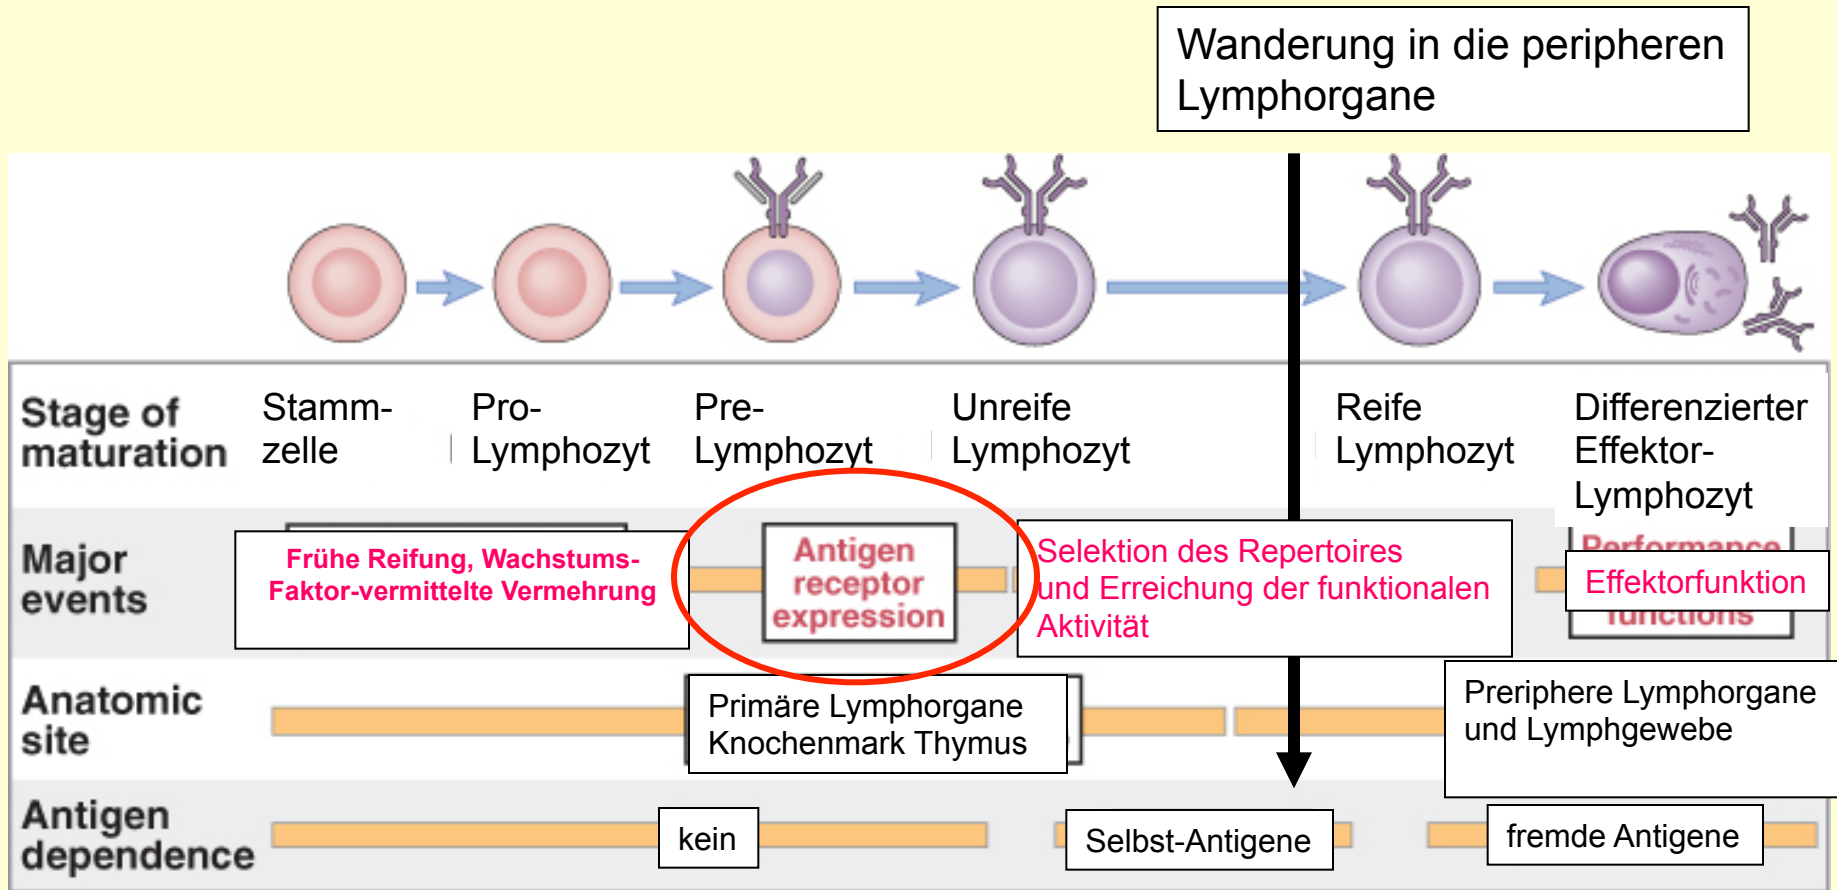 Wanderung in die peripheren
Lymphorgane
Stage of
maturation
Stamm-
zelle
Pro-
Lymphozyt
Pre-
Lymphozyt
Unreife
Lymphozyt
Reife
Lymphozyt
Differenzierter
Effektor-
Lymphozyt
Major
events
Frühe Reifung, Wachstums-
Faktor-vermittelte Vermehrung
Antigen
receptor
expression
Selektion des Repertoires
und Erreichung der funktionalen
Aktivität
Performance
Effektorfunktion
functions
Anatomic
site
Primäre Lymphorgane
Knochenmark Thymus
Preriphere Lymphorgane
und Lymphgewebe
Antigen
dependence
kein
Selbst-Antigene
fremde Antigene